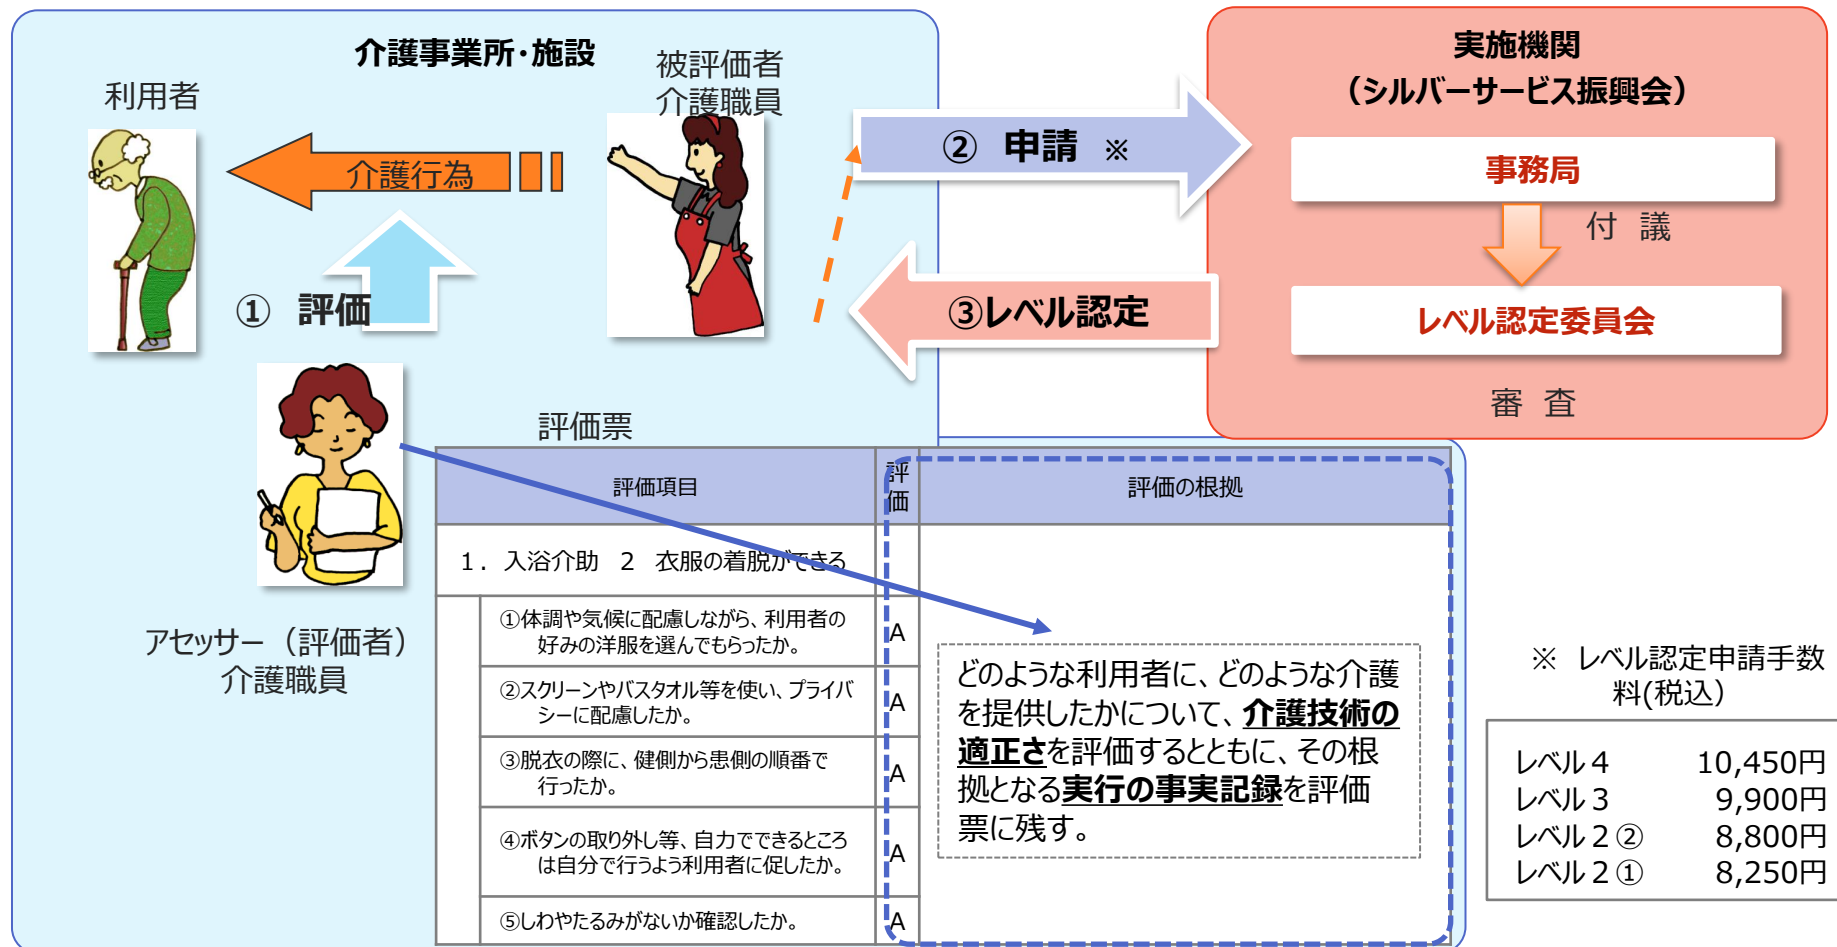 介護事業所・施設
利用者
被評価者
介護職員
介護行為
① 評価
アセッサー（評価者）
介護職員
② 申請 ※
③レベル認定
実施機関
（シルバーサービス振興会）
事務局
付 議
レベル認定委員会
審 査
評価票
評価項目
評
価
評価の根拠
１．入浴介助 ２ 衣服の着脱ができる
①体調や気候に配慮しながら、利用者の
好みの洋服を選んでもらったか。
A
②スクリーンやバスタオル等を使い、プライバ
シーに配慮したか。
A
③脱衣の際に、健側から患側の順番で
行ったか。
A
④ボタンの取り外し等、自力でできるところ
は自分で行うよう利用者に促したか。
A
⑤しわやたるみがないか確認したか。
A
どのような利用者に、どのような介護
を提供したかについて、介護技術の
適正さを評価するとともに、その根
拠となる実行の事実記録を評価
票に残す。
※ レベル認定申請手数
料(税込）
レベル４ 10,450円
レベル３ 9,900円
レベル２② 8,800円
レベル２① 8,250円